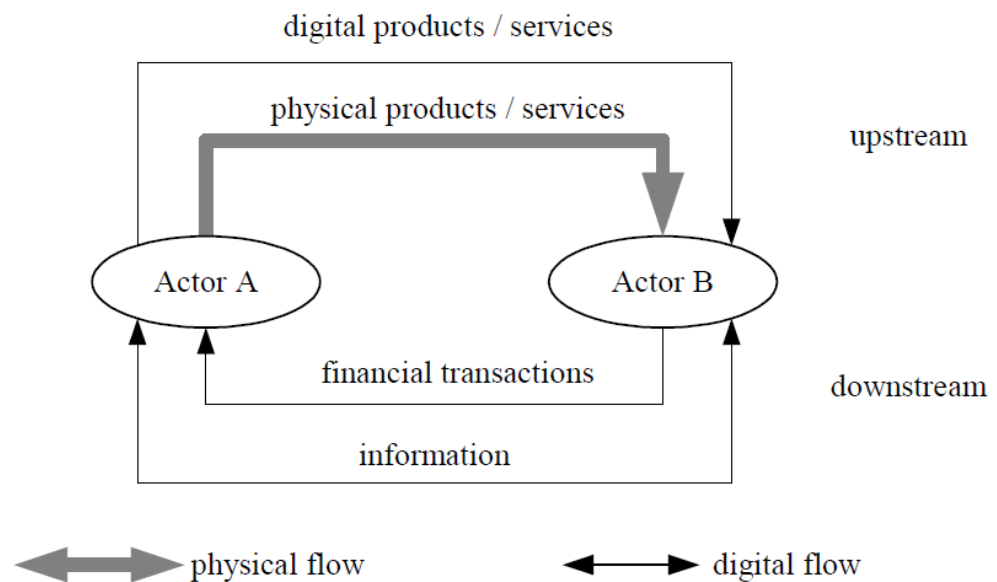 digital products / services
physical products / services
upstream
Actor A
Actor B
financial transactions
downstream
information
physical flow
digital flow